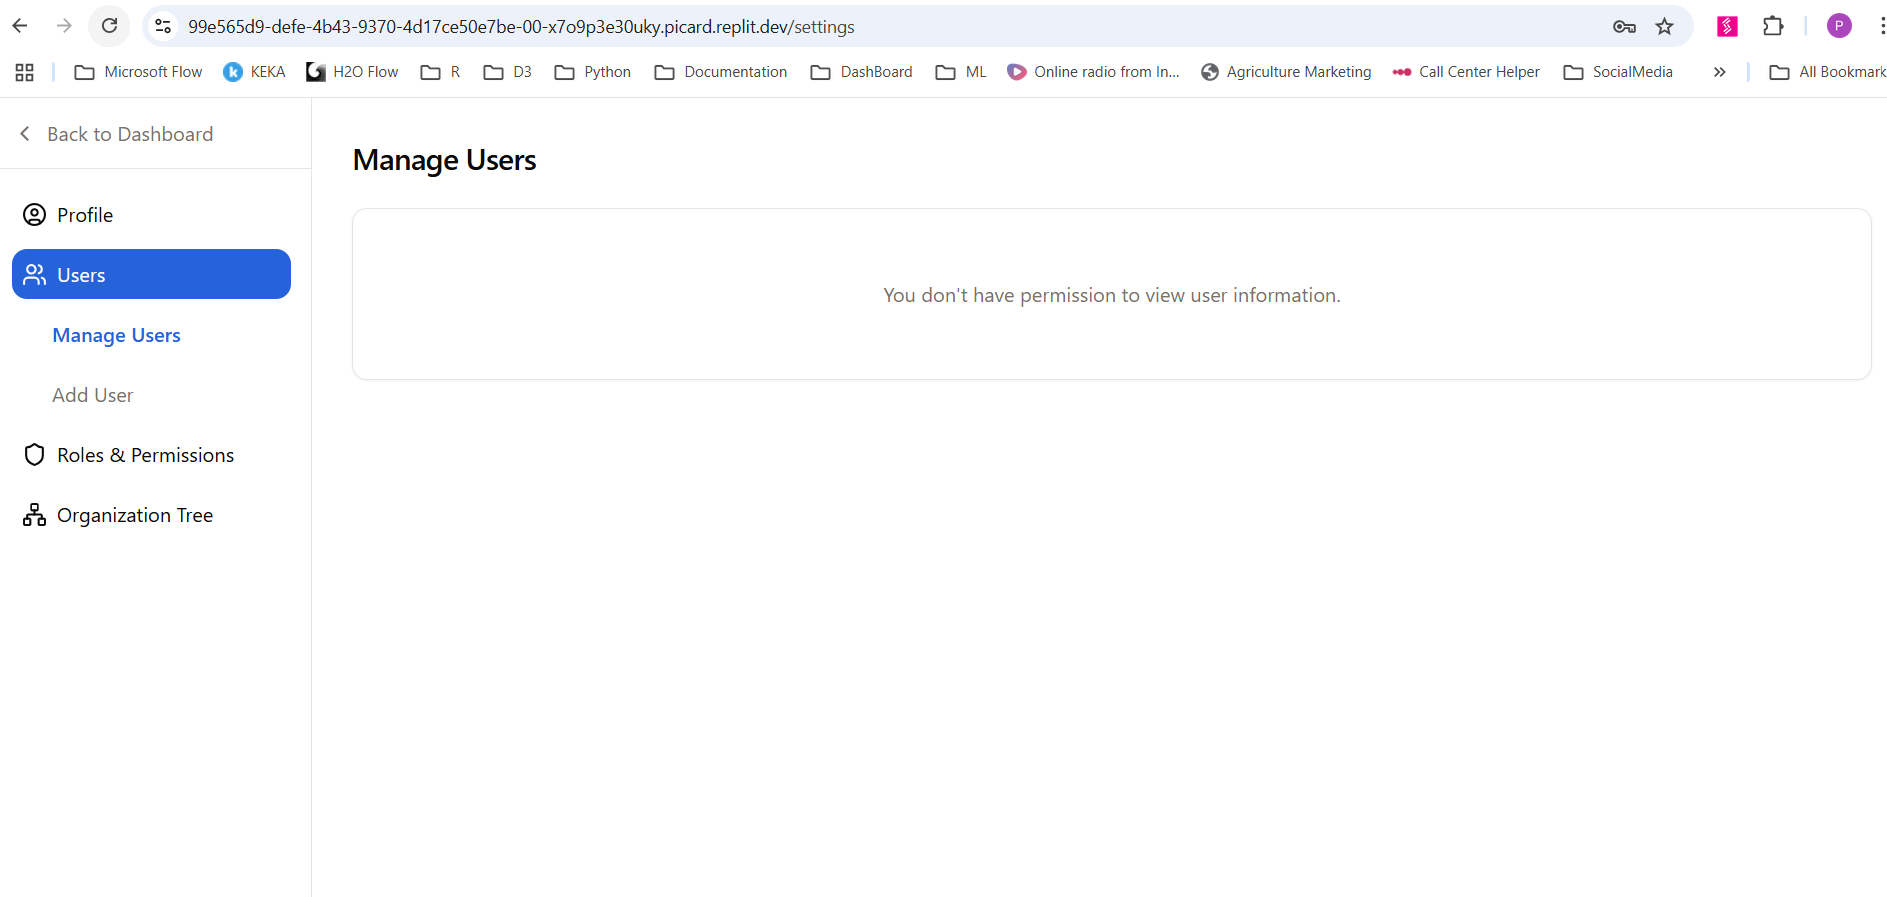 99e565d9-defe-4b43-9370-4d17ce50e7be-00-x7o9p3e30uky.picard.replit.dev/settings
P
Microsoft Flow KEKA H2O Flow R D3 Python Documentation DashBoard ML Online radio from In... Agriculture Marketing Call Center Helper SocialMedia » All Bookmark
Back to Dashboard
Manage Users
Profile
Users
You don't have permission to view user information.
Manage Users
Add User
Roles & Permissions
Organization Tree